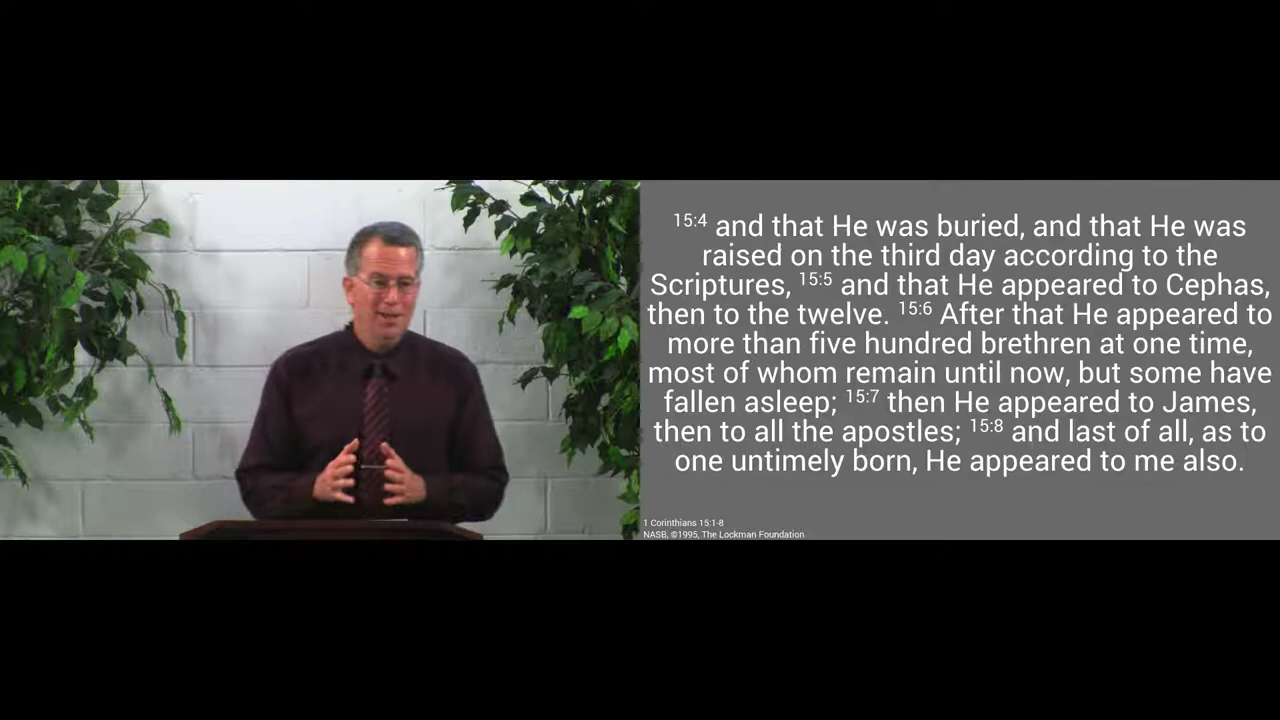 15:4 and that He was buried, and that He was
raised on the third day according to the
Scriptures, 15:5 and that He appeared to Cephas,
then to the twelve. 15:6 After that He appeared to
more than five hundred brethren at one time,
most of whom remain until now, but some have
fallen asleep; 15:7 then He appeared to James,
then to all the apostles; 15:8 and last of all, as to
one untimely born, He appeared to me also.
1 Corinthians 15:1-8
NASB, ©1995, The Lockman Foundation